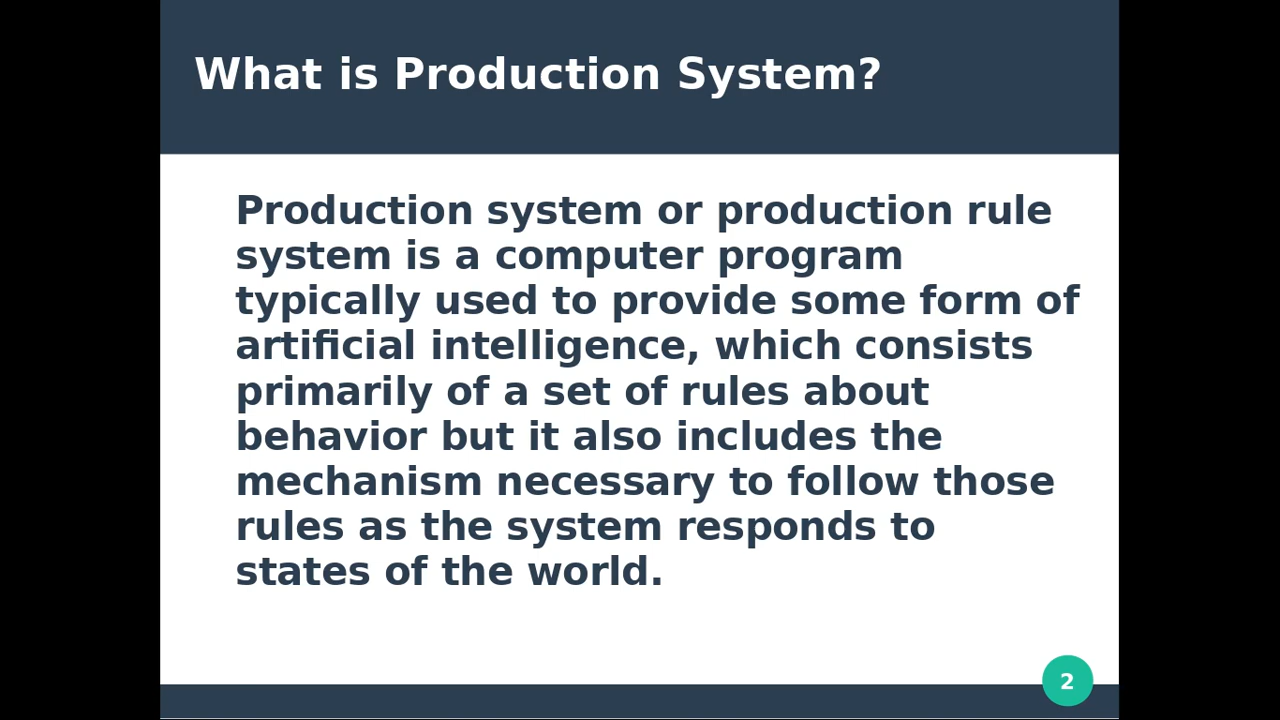 What is Production System?
Production system or production rule
system is a computer program
typically used to provide some form of
artificial intelligence, which consists
primarily of a set of rules about
behavior but it also includes the
mechanism necessary to follow those
rules as the system responds to
states of the world.
2